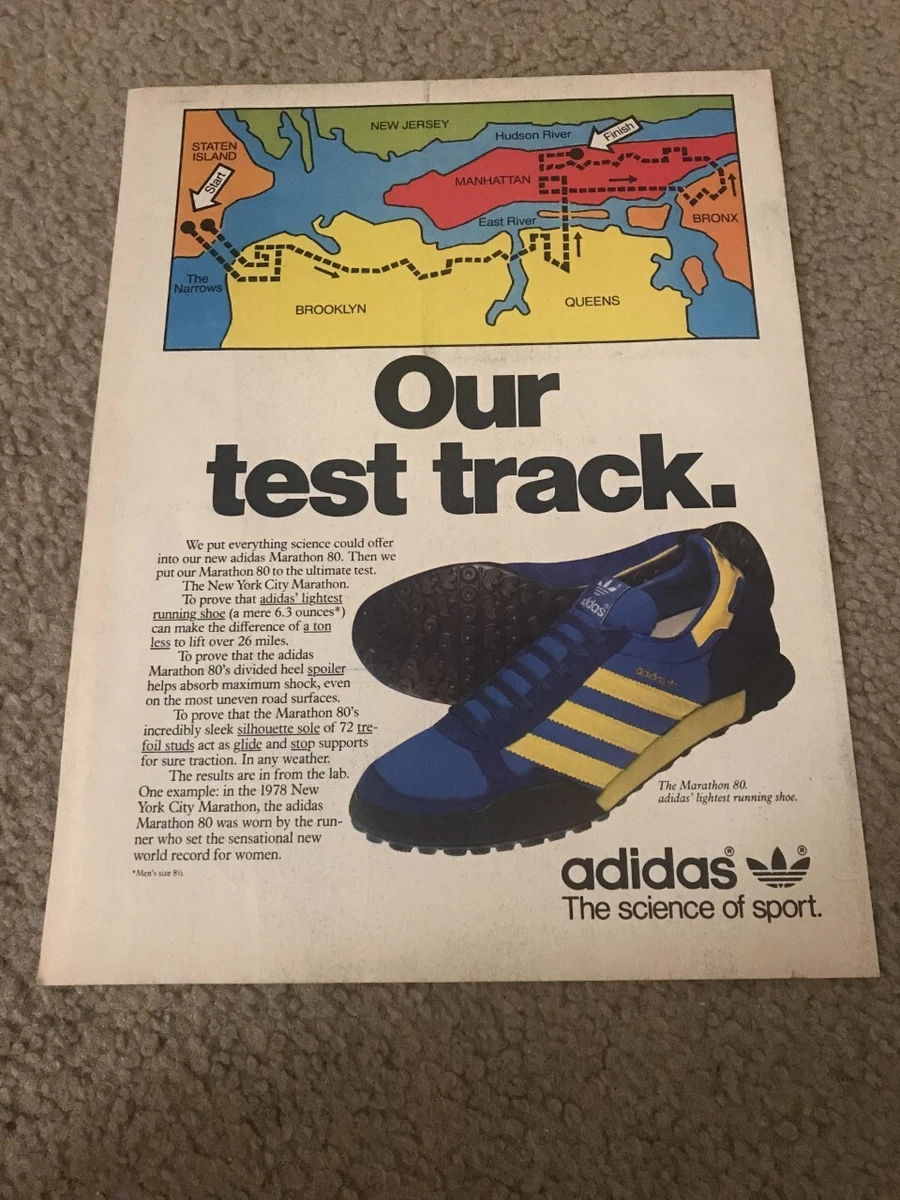 NEW JERSEY
Hudson River
Finish
STATEN
ISLAND
Start
MANHATTAN
East River
BRONX
The
Narrows
BROOKLYN
QUEENS
Our
test track.
We put everything science could offer
into our new adidas Marathon 80. Then we
put our Marathon 80 to the ultimate test.
The New York City Marathon.
To prove that adidas' lightest
running shoe (a mere 6.3 ounces*)
can make the difference of a ton
less to lift over 26 miles.
To prove that the adidas
Marathon 80's divided heel spoiler
helps absorb maximum shock, even
on the most uneven road surfaces.
To prove that the Marathon 80's
incredibly sleek silhouette sole of 72 tre-
foil studs act as glide and stop supports
for sure traction. In any weather.
The results are in from the lab.
One example: in the 1978 New
York City Marathon, the adidas
Marathon 80 was worn by the run-
ner who set the sensational new
world record for women.
*Men's size 8½.
adidas
adidas
The Marathon 80.
adidas' lightest running shoe.
adidas®®
The science of sport.